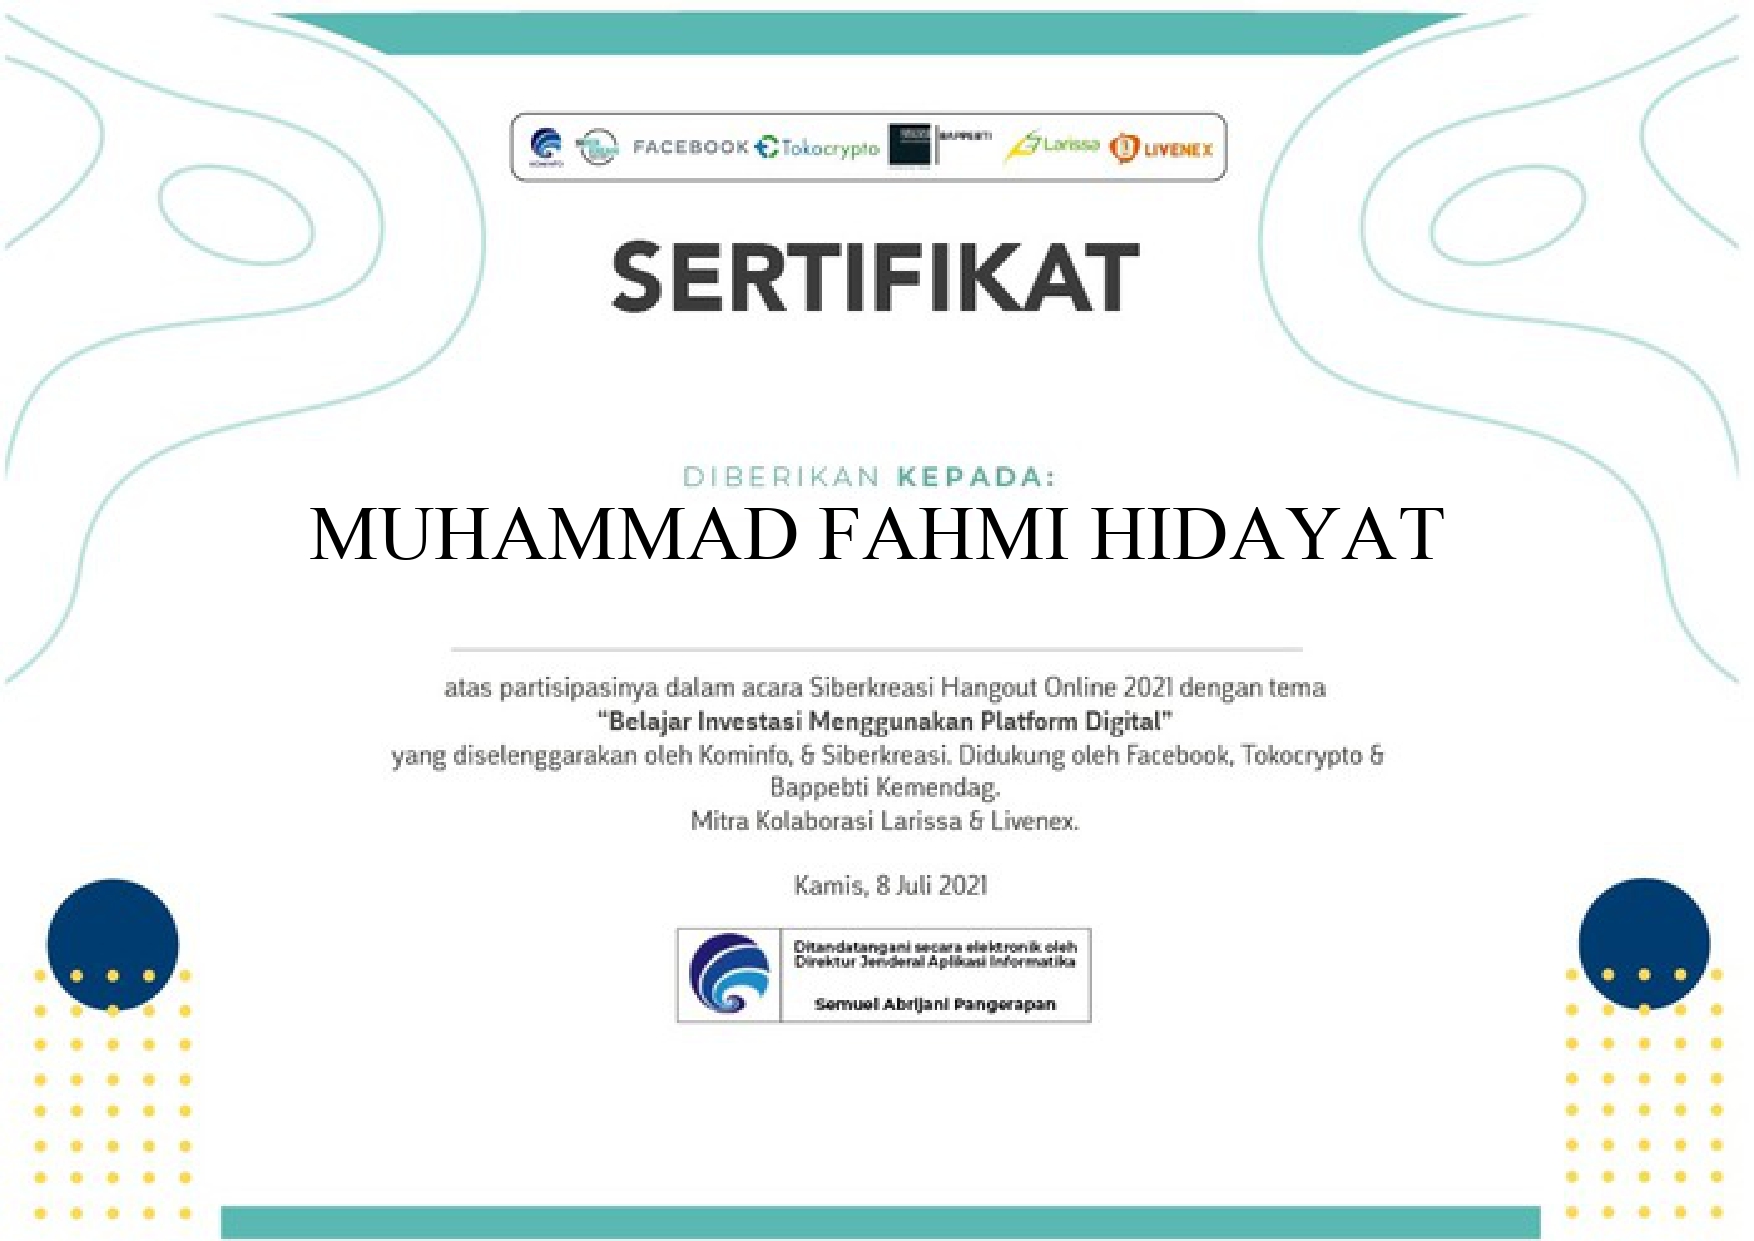 KOMINFO FACEBOOK Tokocrypto BAPPEBTI Larissa LIVENEX
SERTIFIKAT
DIBERIKAN KEPADA:
MUHAMMAD FAHMI HIDAYAT
atas partisipasinya dalam acara Siberkreasi Hangout Online 2021 dengan tema
“Belajar Investasi Menggunakan Platform Digital”
yang diselenggarakan oleh Kominfo, & Siberkreasi. Didukung oleh Facebook, Tokocrypto &
Bappebti Kemendag.
Mitra Kolaborasi Larissa & Livenex.
Kamis, 8 Juli 2021
Ditandatangani secara elektronik oleh
Direktur Jenderal Aplikasi Informatika
Semuel Abrijani Pangerapan